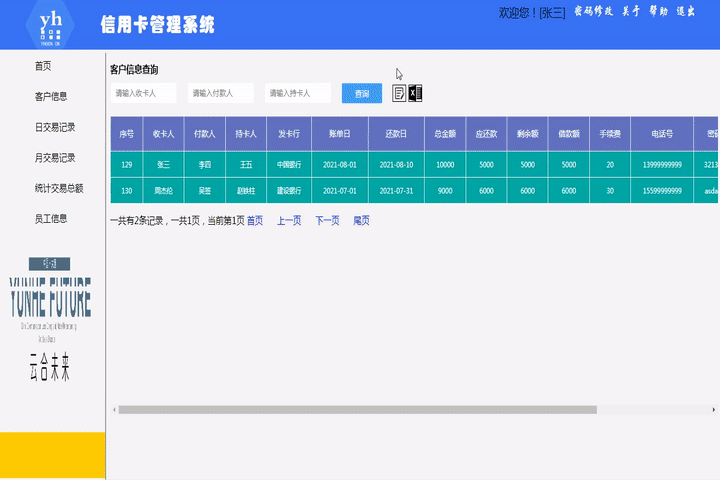 yh
YUNHE CN
信用卡管理系统
欢迎您！[张三] 密码修改 关于 帮助 退出
首页
客户信息
日交易记录
月交易记录
统计交易总额
员工信息
YUNHE FUTURE
云合未来
客户信息查询
请输入收卡人 请输入付款人 请输入持卡人 查询
序号 收卡人 付款人 持卡人 发卡行 账单日 还款日 总金额 应还款 剩余额 借款额 手续费 电话号
129 张三 李四 王五 中国银行 2021-08-01 2021-08-10 10000 5000 5000 5000 20 13999999999 3213
130 周杰伦 吴签 赵铁柱 建设银行 2021-07-01 2021-07-31 9000 6000 6000 6000 30 15599999999 asda
一共有2条记录，一共1页，当前第1页 首页 上一页 下一页 尾页